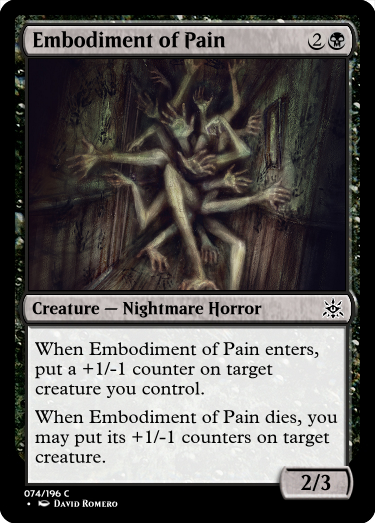 Embodiment of Pain 2
Creature — Nightmare Horror
When Embodiment of Pain enters,
put a +1/-1 counter on target
creature you control.
When Embodiment of Pain dies, you
may put its +1/-1 counters on target
creature.
2/3
074/196 C
• David Romero